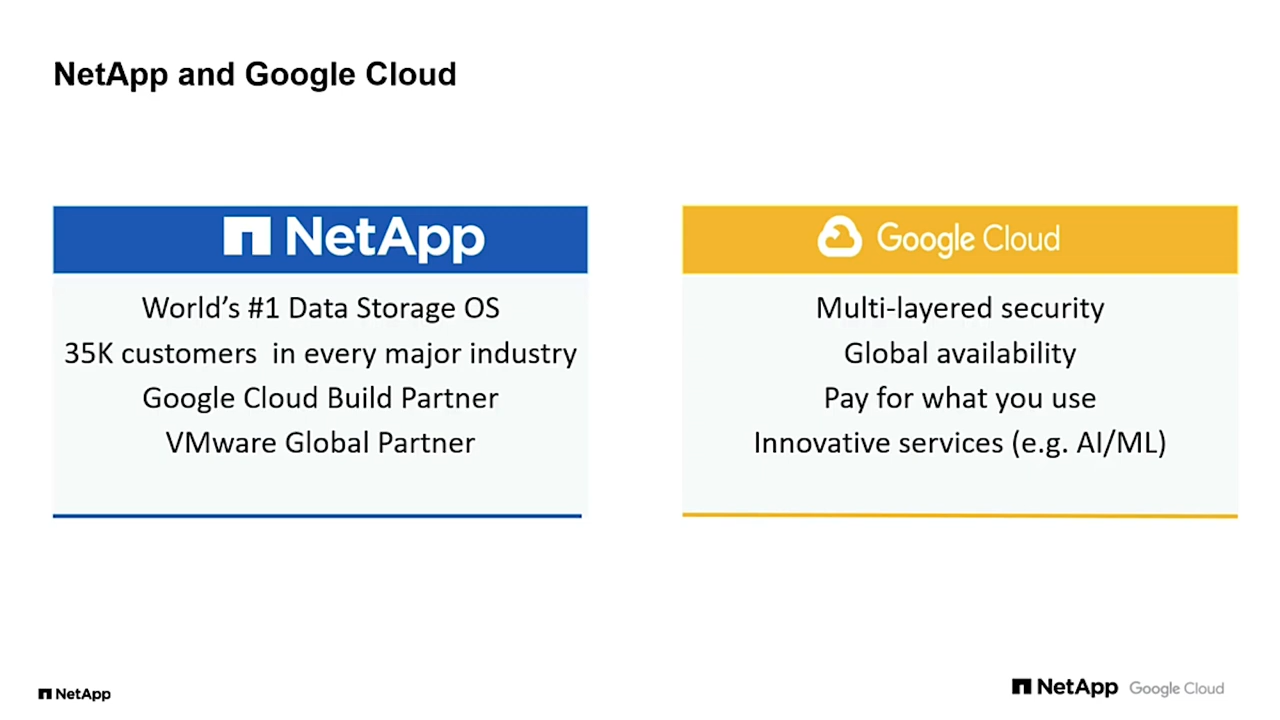 NetApp and Google Cloud
NetApp
World’s #1 Data Storage OS
35K customers  in every major industry
Google Cloud Build Partner
VMware Global Partner
Google Cloud
Multi-layered security
Global availability
Pay for what you use
Innovative services (e.g. AI/ML)
NetApp
NetApp Google Cloud